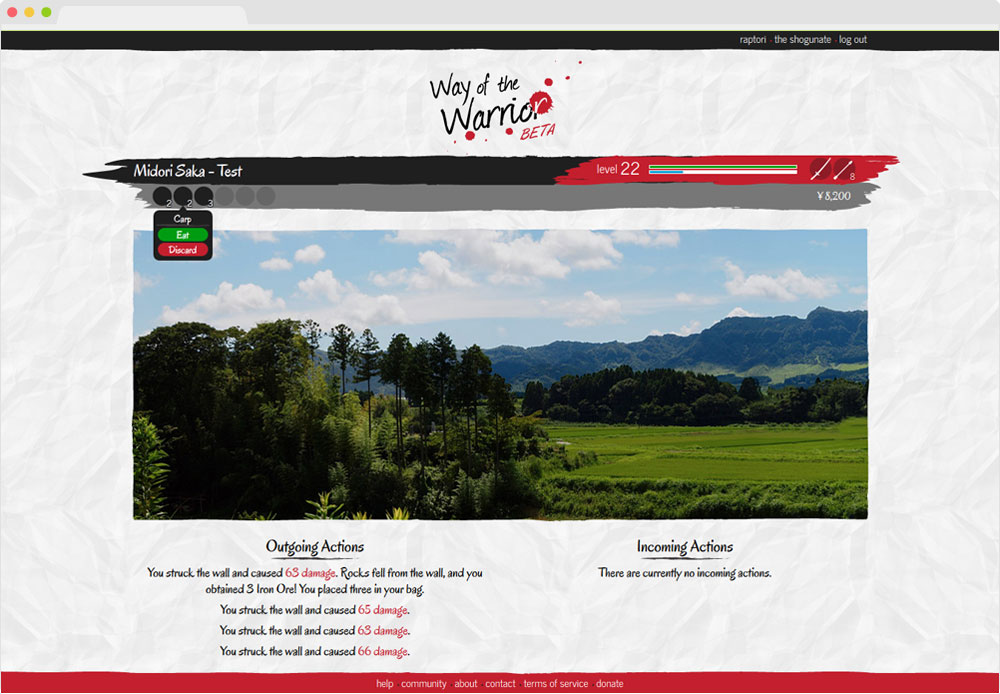 raptori · the shogunate · log out
Way of the
Warrior
BETA
Midori Saka - Test
level 22
8
2 2 3
¥8,200
Carp
Eat
Discard
Outgoing Actions
You struck the wall and caused 63 damage. Rocks fell from the wall, and you
obtained 3 Iron Ore! You placed three in your bag.
You struck the wall and caused 65 damage.
You struck the wall and caused 63 damage.
You struck the wall and caused 66 damage.
Incoming Actions
There are currently no incoming actions.
help · community · about · contact · terms of service · donate